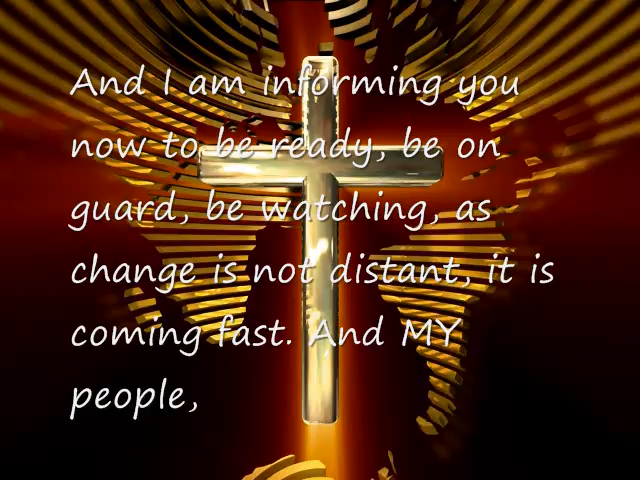 And I am informing you
now to be ready, be on
guard, be watching, as
change is not distant, it is
coming fast. And MY
people,